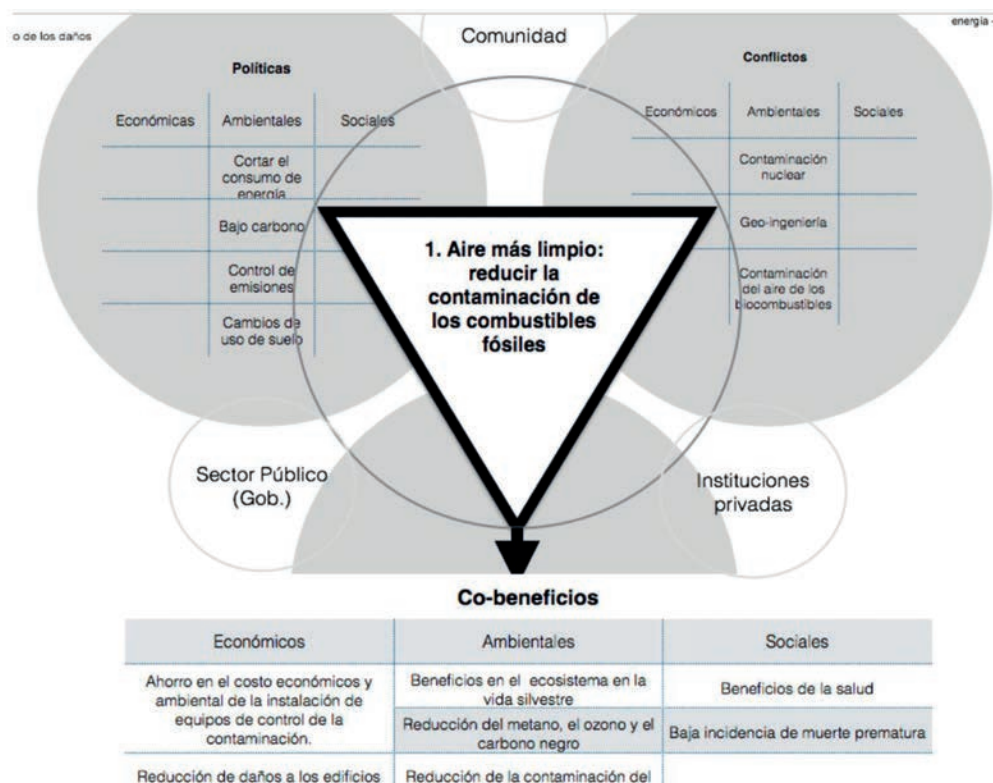 o de los daños
energía
Comunidad
Políticas
Económicas Ambientales Sociales
Cortar el
consumo de
energía
Bajo carbono
Control de
emisiones
Cambios de
uso de suelo
Conflictos
Económicos Ambientales Sociales
Contaminación
nuclear
Geo-ingeniería
Contaminación
del aire de los
biocombustibles
1. Aire más limpio:
reducir la
contaminación de
los combustibles
fósiles
Sector Público
(Gob.)
Instituciones
privadas
Co-beneficios
Económicos Ambientales Sociales
Ahorro en el costo económicos y
ambiental de la instalación de
equipos de control de la
contaminación.
Beneficios en el ecosistema en la
vida silvestre
Beneficios de la salud
Reducción del metano, el ozono y el
carbono negro
Baja incidencia de muerte prematura
Reducción de daños a los edificios
Reducción de la contaminación del